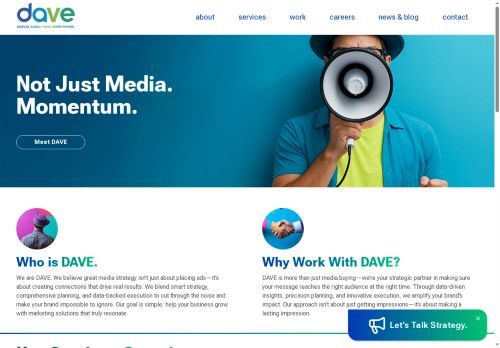 dave
DISPLAY. AUDIO. VIDEO. EVERYWHERE.
about
services
work
careers
news & blog
contact
Not Just Media.
Momentum.
Meet DAVE
Who is DAVE.
We are DAVE. We believe great media strategy isn't just about placing ads—it's
about creating connections that drive real results. We blend smart strategy,
comprehensive planning, and data-backed execution to cut through the noise and
make your brand impossible to ignore. Our goal is simple: help your business grow
with marketing solutions that truly resonate.
Why Work With DAVE?
DAVE is more than just media buying—we're your strategic partner in making sure
your message reaches the right audience at the right time. Through data-driven
insights, precision planning, and innovative execution, we amplify your brand's
impact. Our approach isn't just about getting impressions—it's about making a
lasting impression.
Let's Talk Strategy.